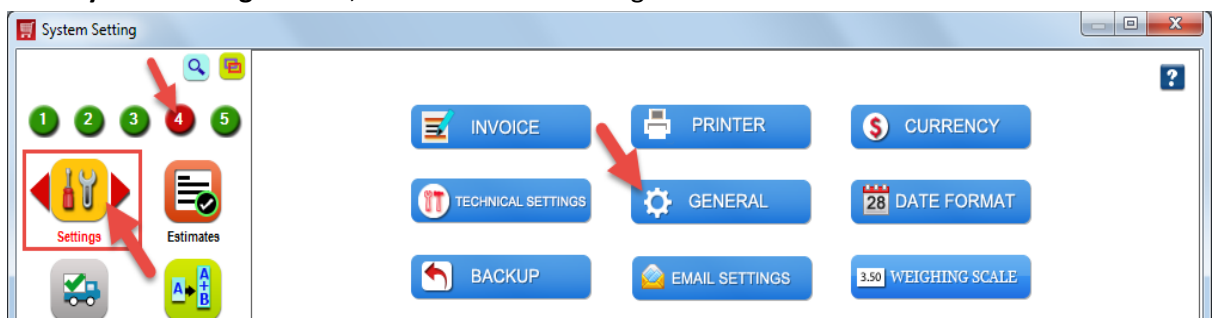 System Setting
1 2 3 4 5
INVOICE PRINTER $ CURRENCY
Settings Estimates
TECHNICAL SETTINGS GENERAL 28 DATE FORMAT
A A+B
BACKUP EMAIL SETTINGS 3.50 WEIGHING SCALE
?